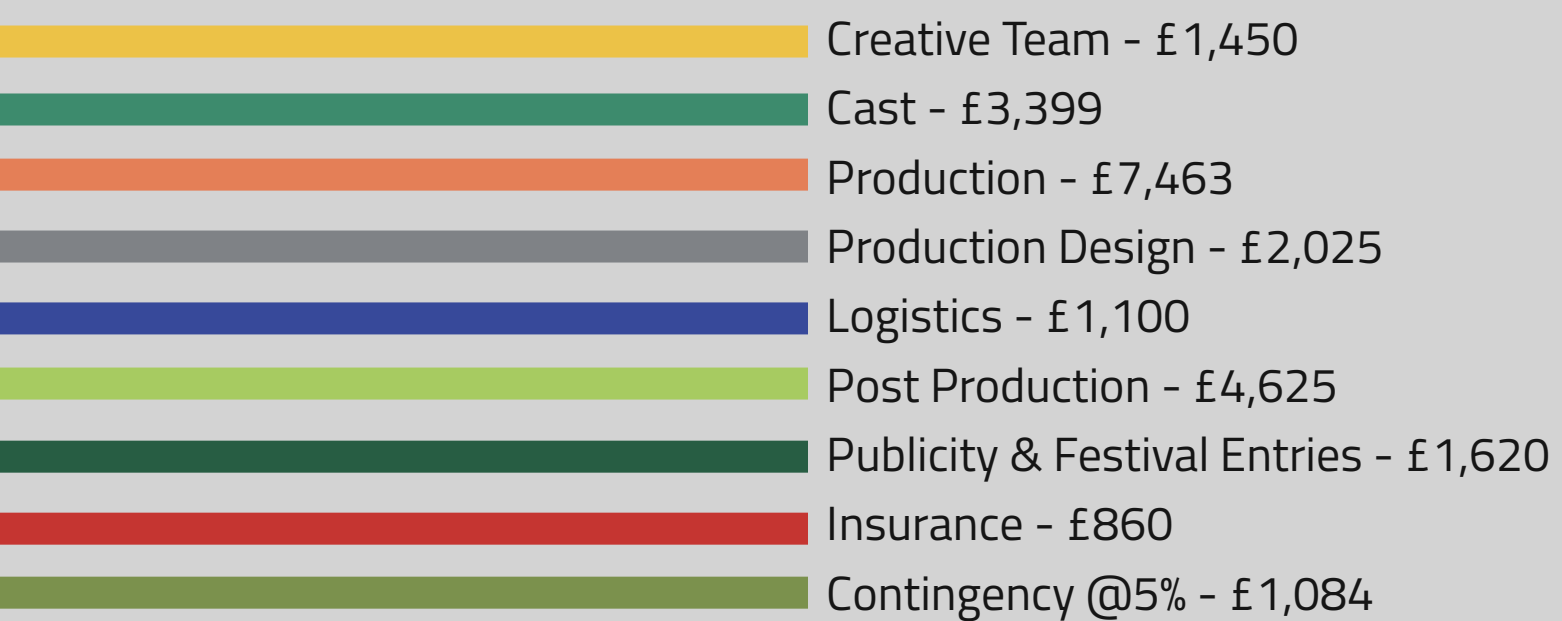 Creative Team - £1,450
Cast - £3,399
Production - £7,463
Production Design - £2,025
Logistics - £1,100
Post Production - £4,625
Publicity & Festival Entries - £1,620
Insurance - £860
Contingency @5% - £1,084